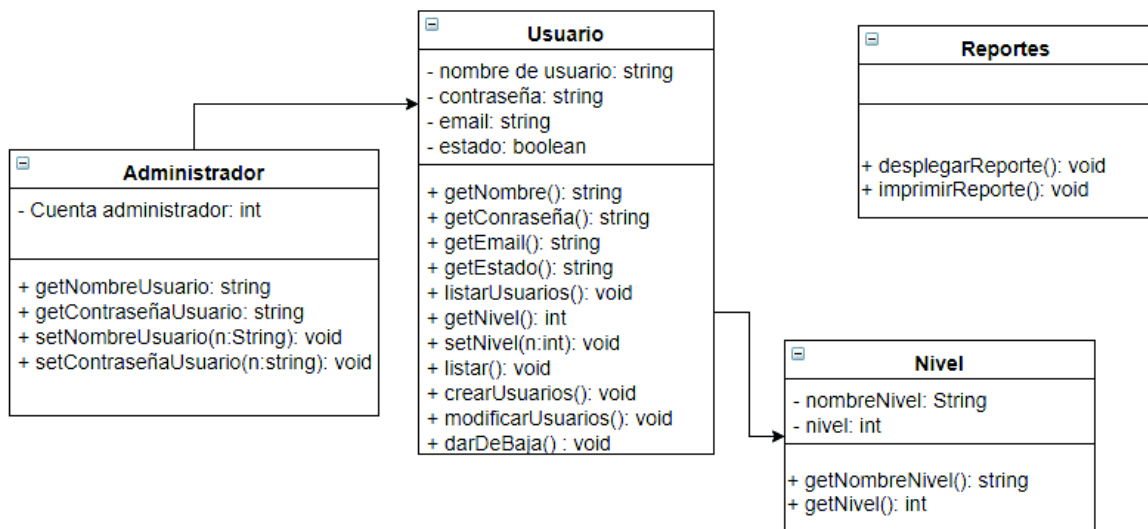 Usuario
- nombre de usuario: string
- contraseña: string
- email: string
- estado: boolean
+ getNombre(): string
+ getConraseña(): string
+ getEmail(): string
+ getEstado(): string
+ listarUsuarios(): void
+ getNivel(): int
+ setNivel(n:int): void
+ listar(): void
+ crearUsuarios(): void
+ modificarUsuarios(): void
+ darDeBaja() : void
Reportes
+ desplegarReporte(): void
+ imprimirReporte(): void
Administrador
- Cuenta administrador: int
+ getNombreUsuario: string
+ getContraseñaUsuario: string
+ setNombreUsuario(n:String): void
+ setContraseñaUsuario(n:string): void
Nivel
- nombreNivel: String
- nivel: int
+ getNombreNivel(): string
+ getNivel(): int